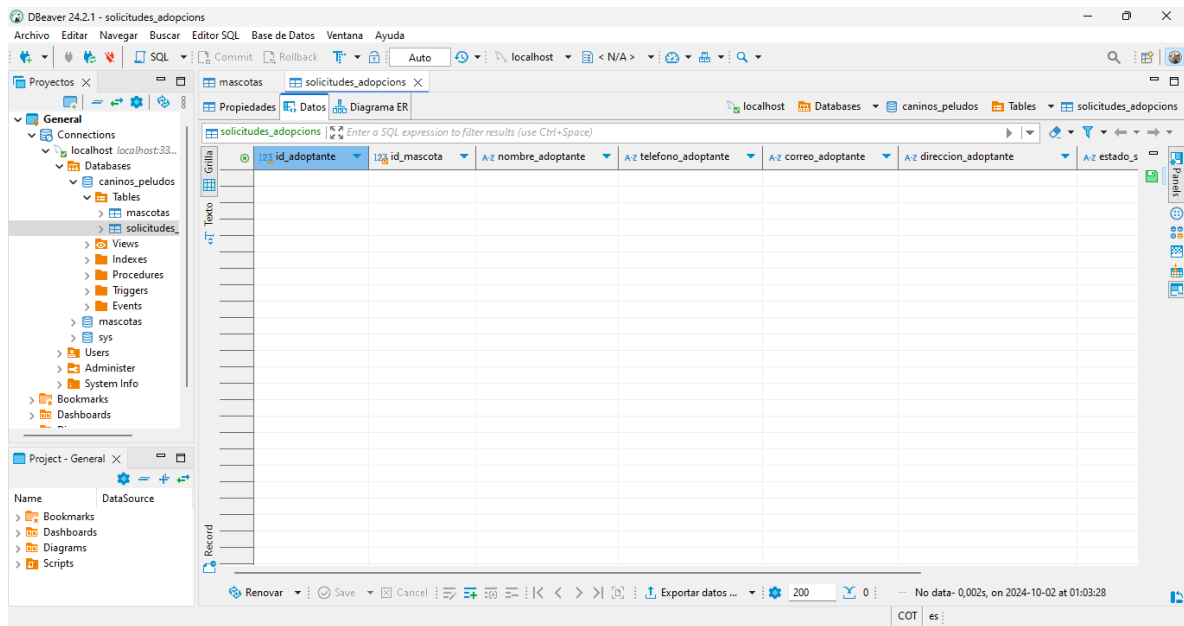 DBeaver 24.2.1 - solicitudes_adopcions
Archivo Editar Navegar Buscar Editor SQL Base de Datos Ventana Ayuda
SQL Commit Rollback Auto localhost < N/A >
Proyectos
mascotas solicitudes_adopcions
Propiedades Datos Diagrama ER localhost Databases caninos_peludos Tables solicitudes_adopcions
solicitudes_adopcions Enter a SQL expression to filter results (use Ctrl+Space)
General
Connections
localhost localhost:33...
Databases
caninos_peludos
Tables
mascotas
solicitudes_
Views
Indexes
Procedures
Triggers
Events
mascotas
sys
Users
Administer
System Info
Bookmarks
Dashboards
Grilla
Texto
Record
123 id_adoptante 123 id_mascota A-Z nombre_adoptante A-Z telefono_adoptante A-Z correo_adoptante A-Z direccion_adoptante A-Z estado_s
Panels
Project - General
Name DataSource
Bookmarks
Dashboards
Diagrams
Scripts
Renovar Save Cancel Exportar datos ... 200 0 No data- 0,002s, on 2024-10-02 at 01:03:28
COT es